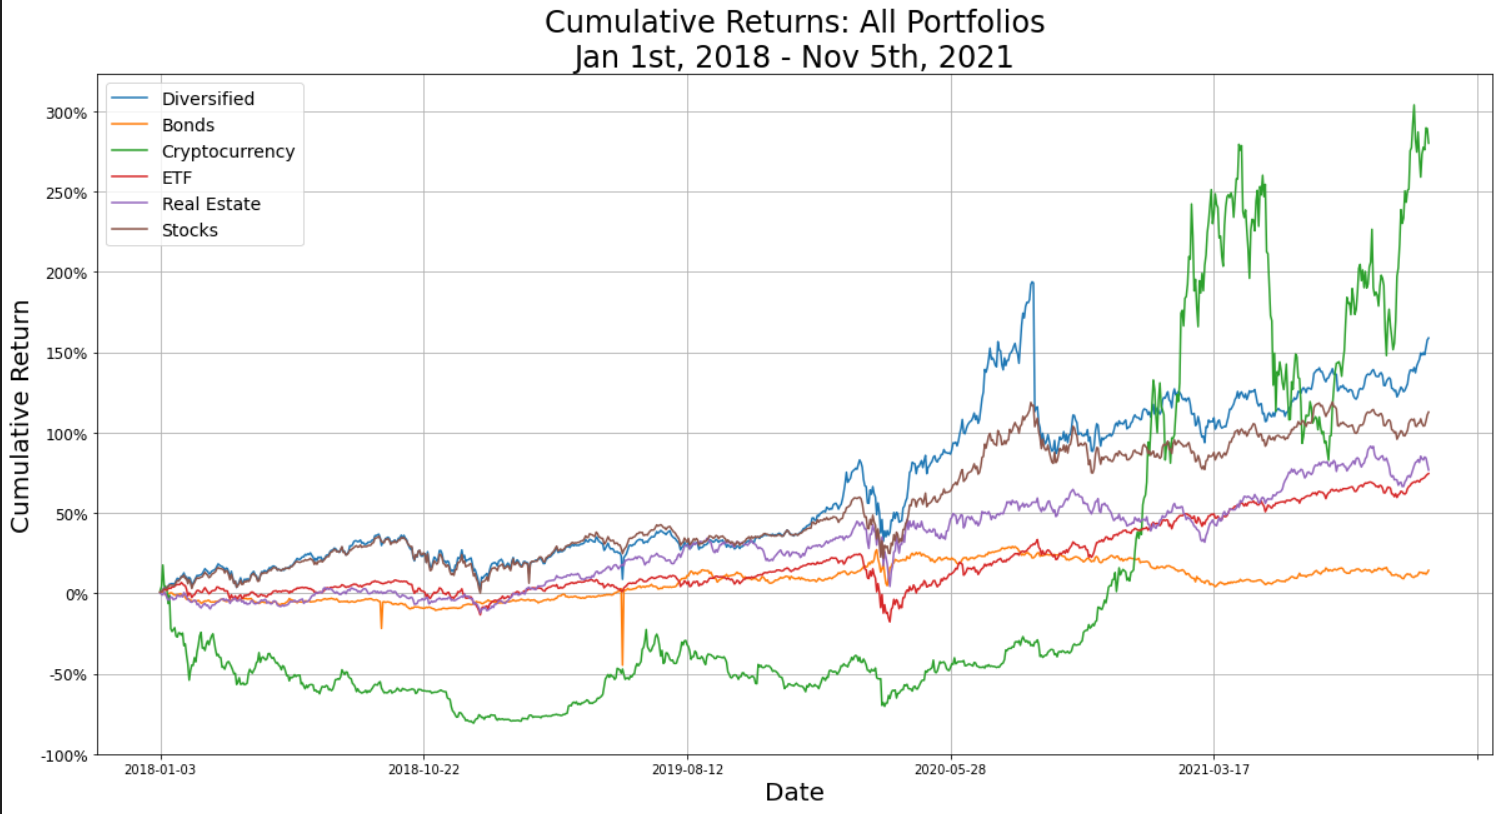 Cumulative Returns: All Portfolios
Jan 1st, 2018 - Nov 5th, 2021
Diversified
Bonds
Cryptocurrency
ETF
Real Estate
Stocks
300%
250%
200%
150%
100%
50%
0%
-50%
-100%
Cumulative Return
2018-01-03
2018-10-22
2019-08-12
2020-05-28
2021-03-17
Date